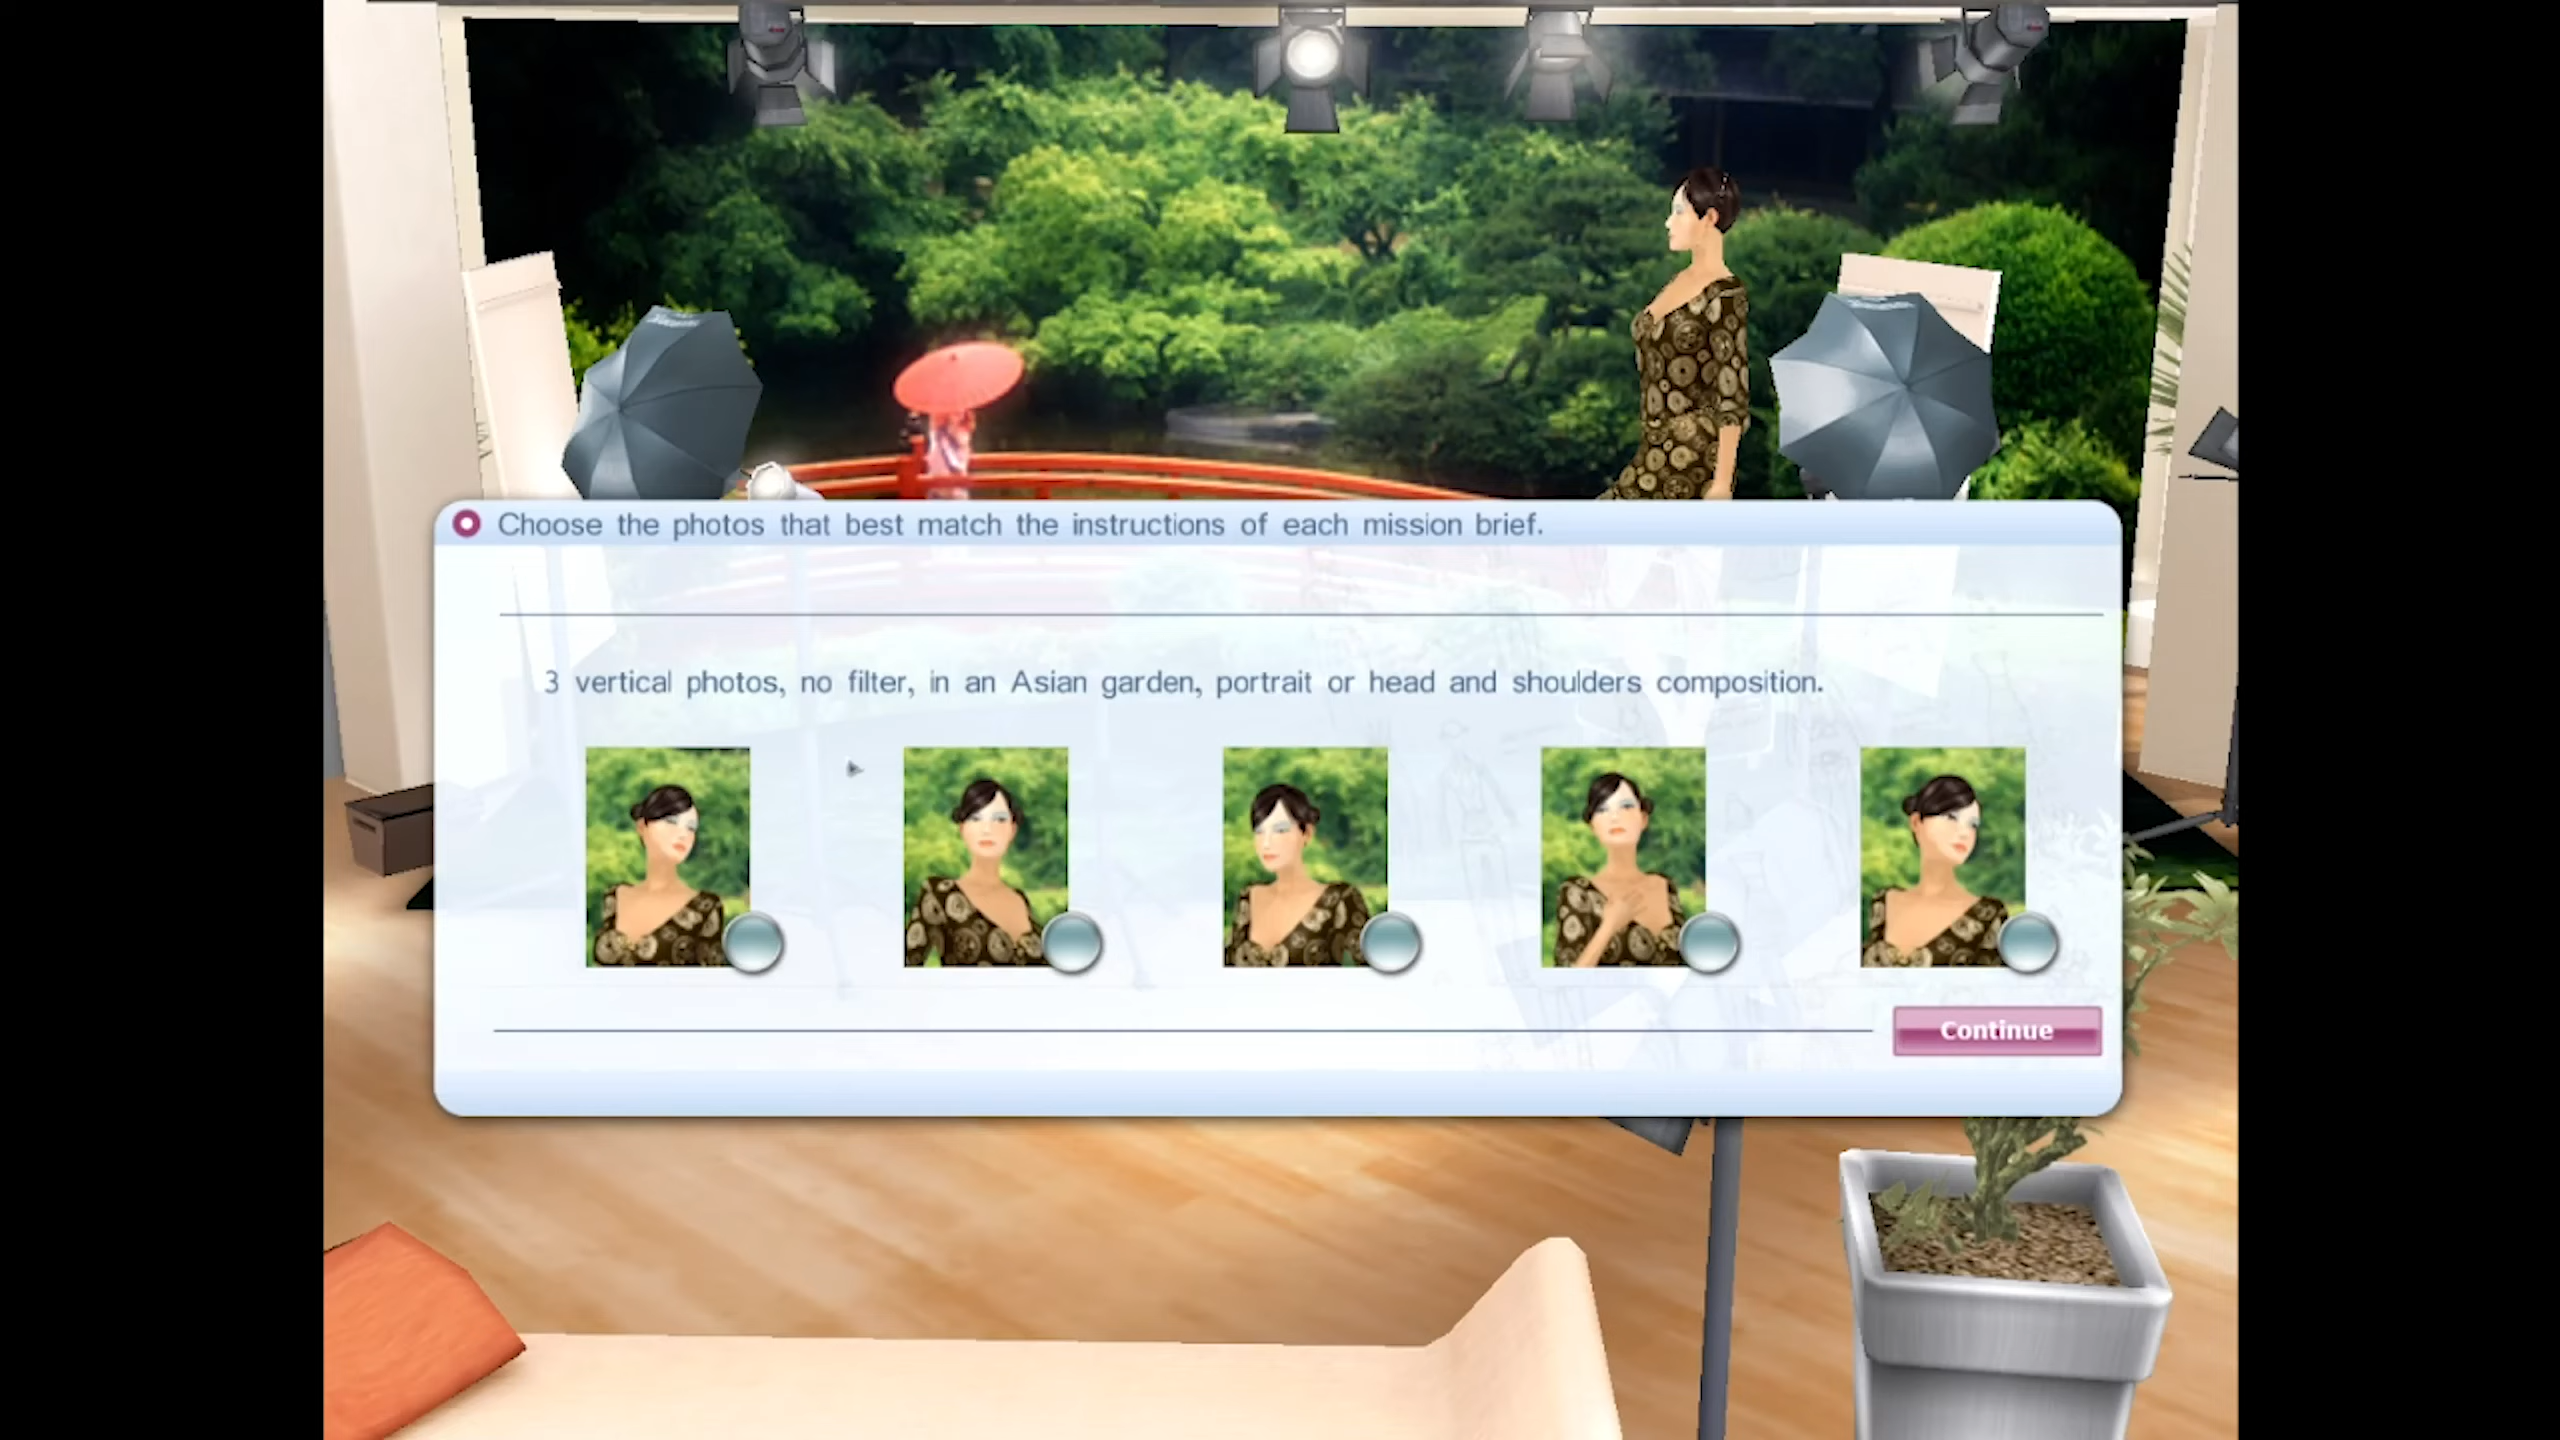 Choose the photos that best match the instructions of each mission brief.
3 vertical photos, no filter, in an Asian garden, portrait or head and shoulders composition.
Continue